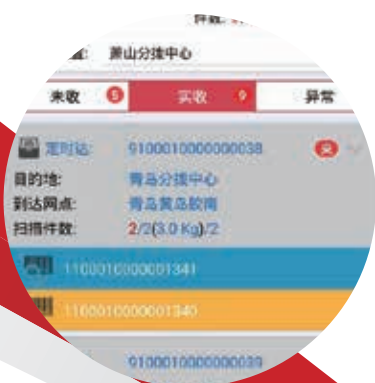 件数:
萧山分拨中心
未收 5 实收 9 异常
定时达: 9100010000000038
目的地: 青岛分拨中心
到达网点: 青岛黄岛胶南
扫描件数: 2/2(3.0 Kg)/2
1100010000001341
1100010000001340
9100010000000039